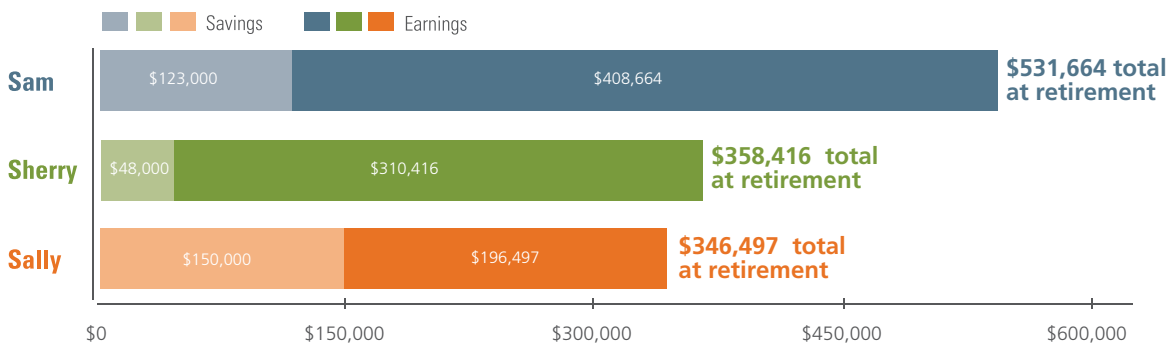 Savings Earnings
Sam
$123,000 $408,664
$531,664 total
at retirement
Sherry
$48,000 $310,416
$358,416 total
at retirement
Sally
$150,000 $196,497
$346,497 total
at retirement
$0 $150,000 $300,000 $450,000 $600,000